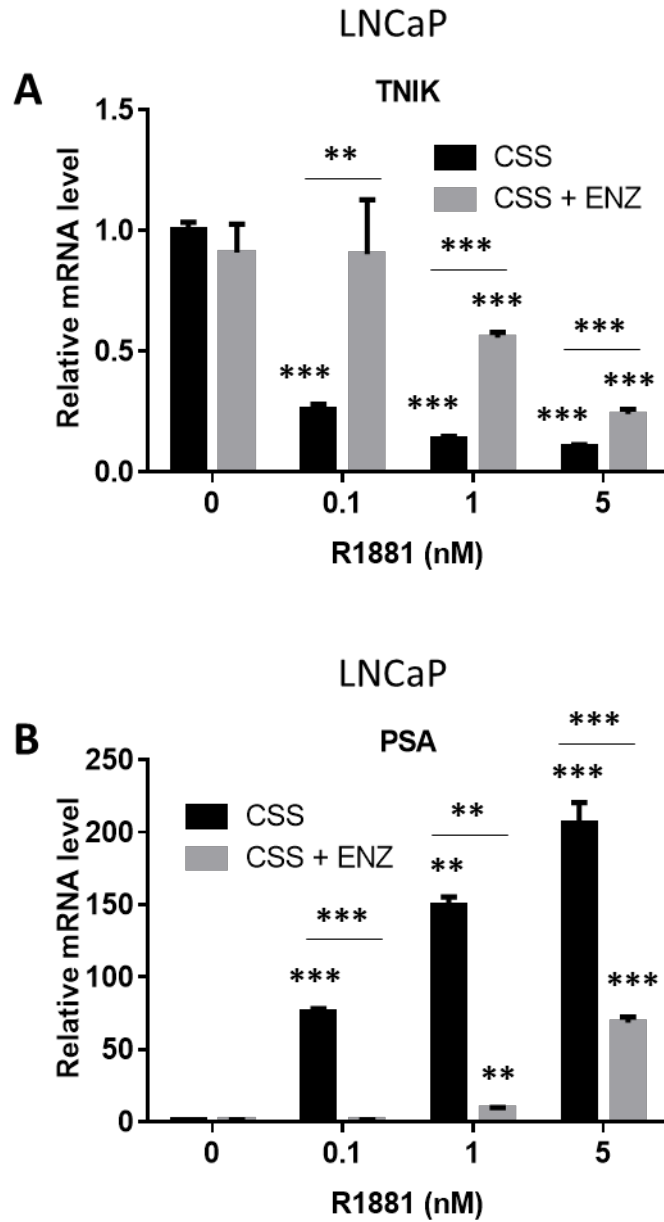 LNCaP
A
TNIK
1.5
1.0
0.5
0.0
Relative mRNA level
CSS
CSS + ENZ
**
***
***
***
***
***
***
***
0
0.1
1
5
R1881 (nM)
LNCaP
B
PSA
250
200
150
100
50
0
Relative mRNA level
CSS
CSS + ENZ
***
***
**
**
**
***
***
***
0
0.1
1
5
R1881 (nM)